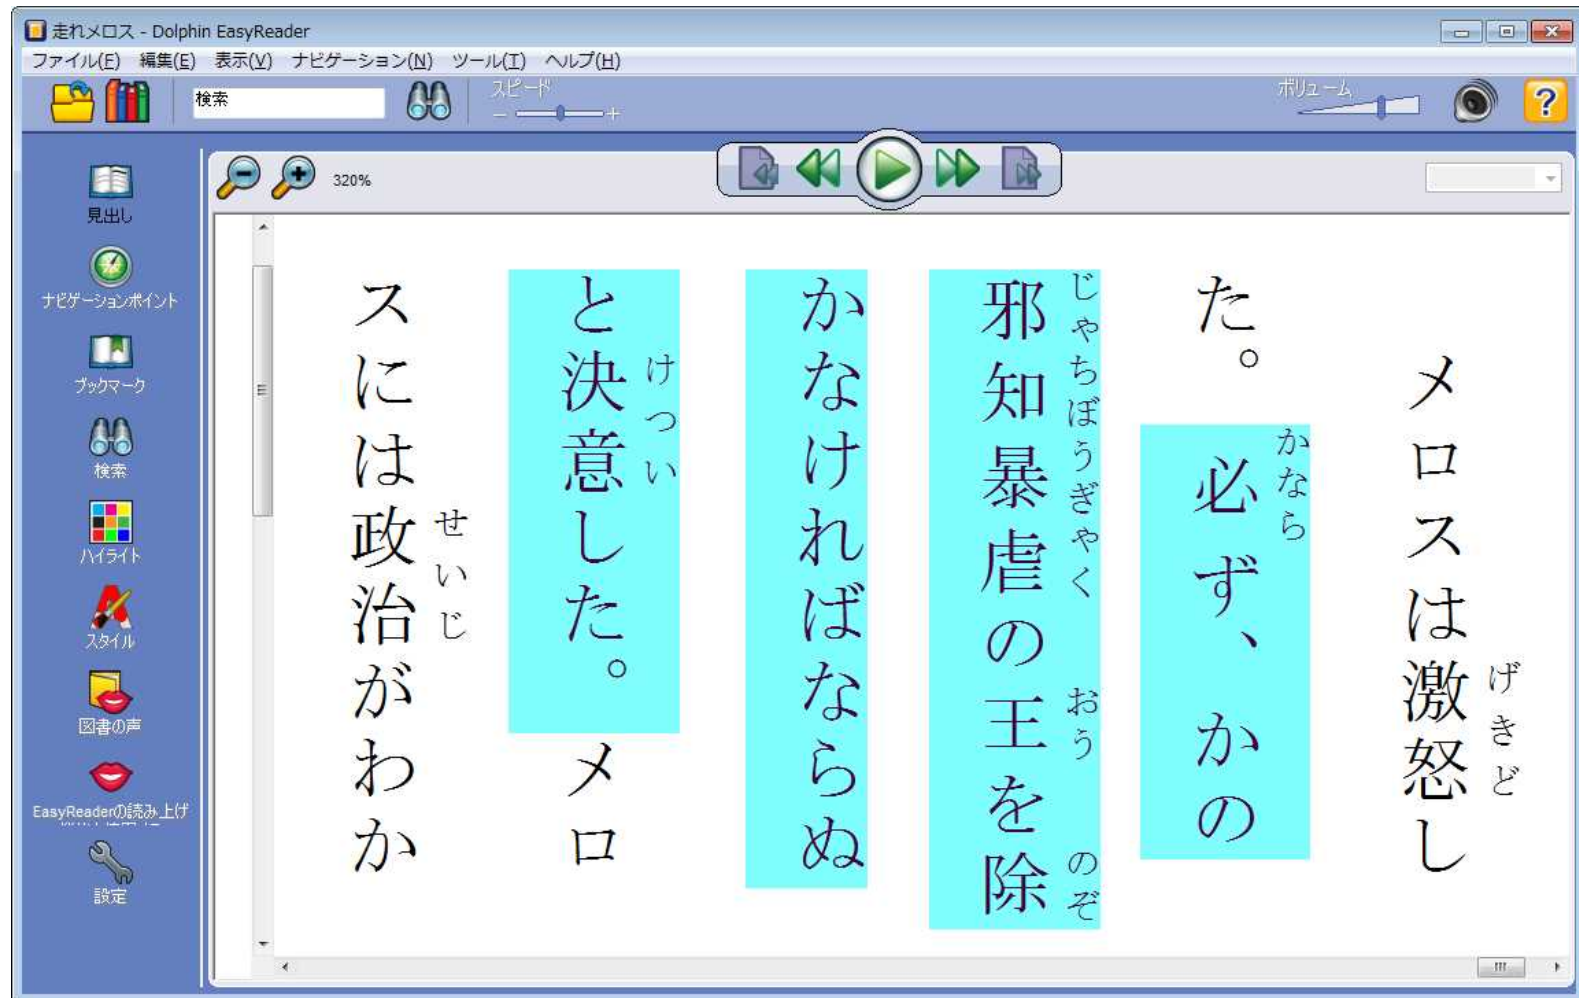 走れメロス - Dolphin EasyReader
ファイル(F) 編集(E) 表示(V) ナビゲーション(N) ツール(T) ヘルプ(H)
検索
スピード
- +
ボリューム
?
320%
見出し
ナビゲーションポイント
ブックマーク
検索
ハイライト
スタイル
図書の声
EasyReaderの読み上げ
設定
メロスは激怒し
げきど
た。必ず、かの
かなら
邪知暴虐の王を除
じゃちぼうぎゃく おう のぞ
かなければならぬ
と決意した。メロ
けつい
スには政治がわか
せいじ